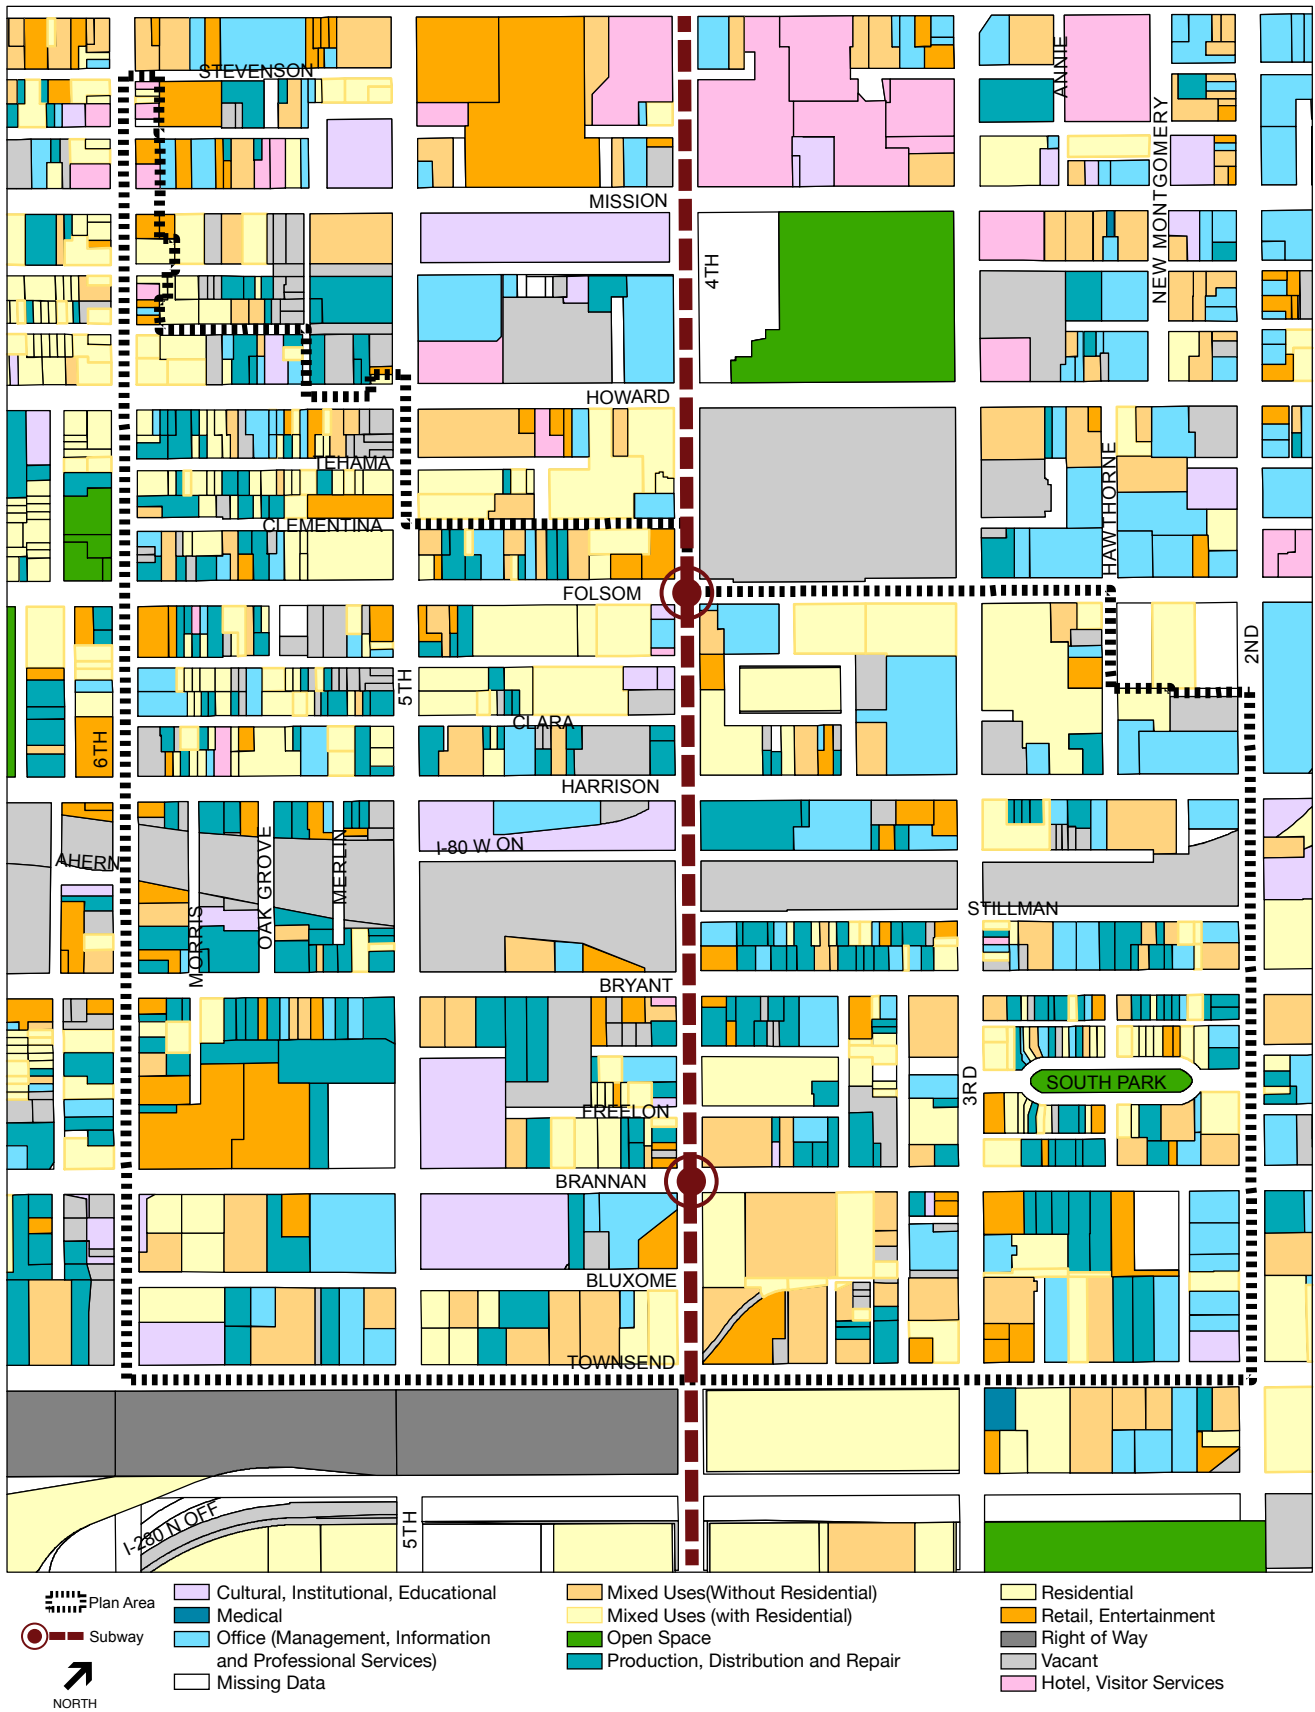 STEVENSON
ANNIE
NEW MONTGOMERY
MISSION
4TH
HOWARD
TEHAMA
HAWTHORNE
CLEMENTINA
FOLSOM
2ND
5TH
CLARA
6TH
HARRISON
I-80 W ON
AHERN
OAK GROVE
MERLIN
MORRIS
STILLMAN
BRYANT
3RD
SOUTH PARK
FREELON
BRANNAN
BLUXOME
TOWNSEND
I-280 N OFF
5TH
Plan Area
Subway
NORTH
Cultural, Institutional, Educational
Medical
Office (Management, Information
and Professional Services)
Missing Data
Mixed Uses(Without Residential)
Mixed Uses (with Residential)
Open Space
Production, Distribution and Repair
Residential
Retail, Entertainment
Right of Way
Vacant
Hotel, Visitor Services